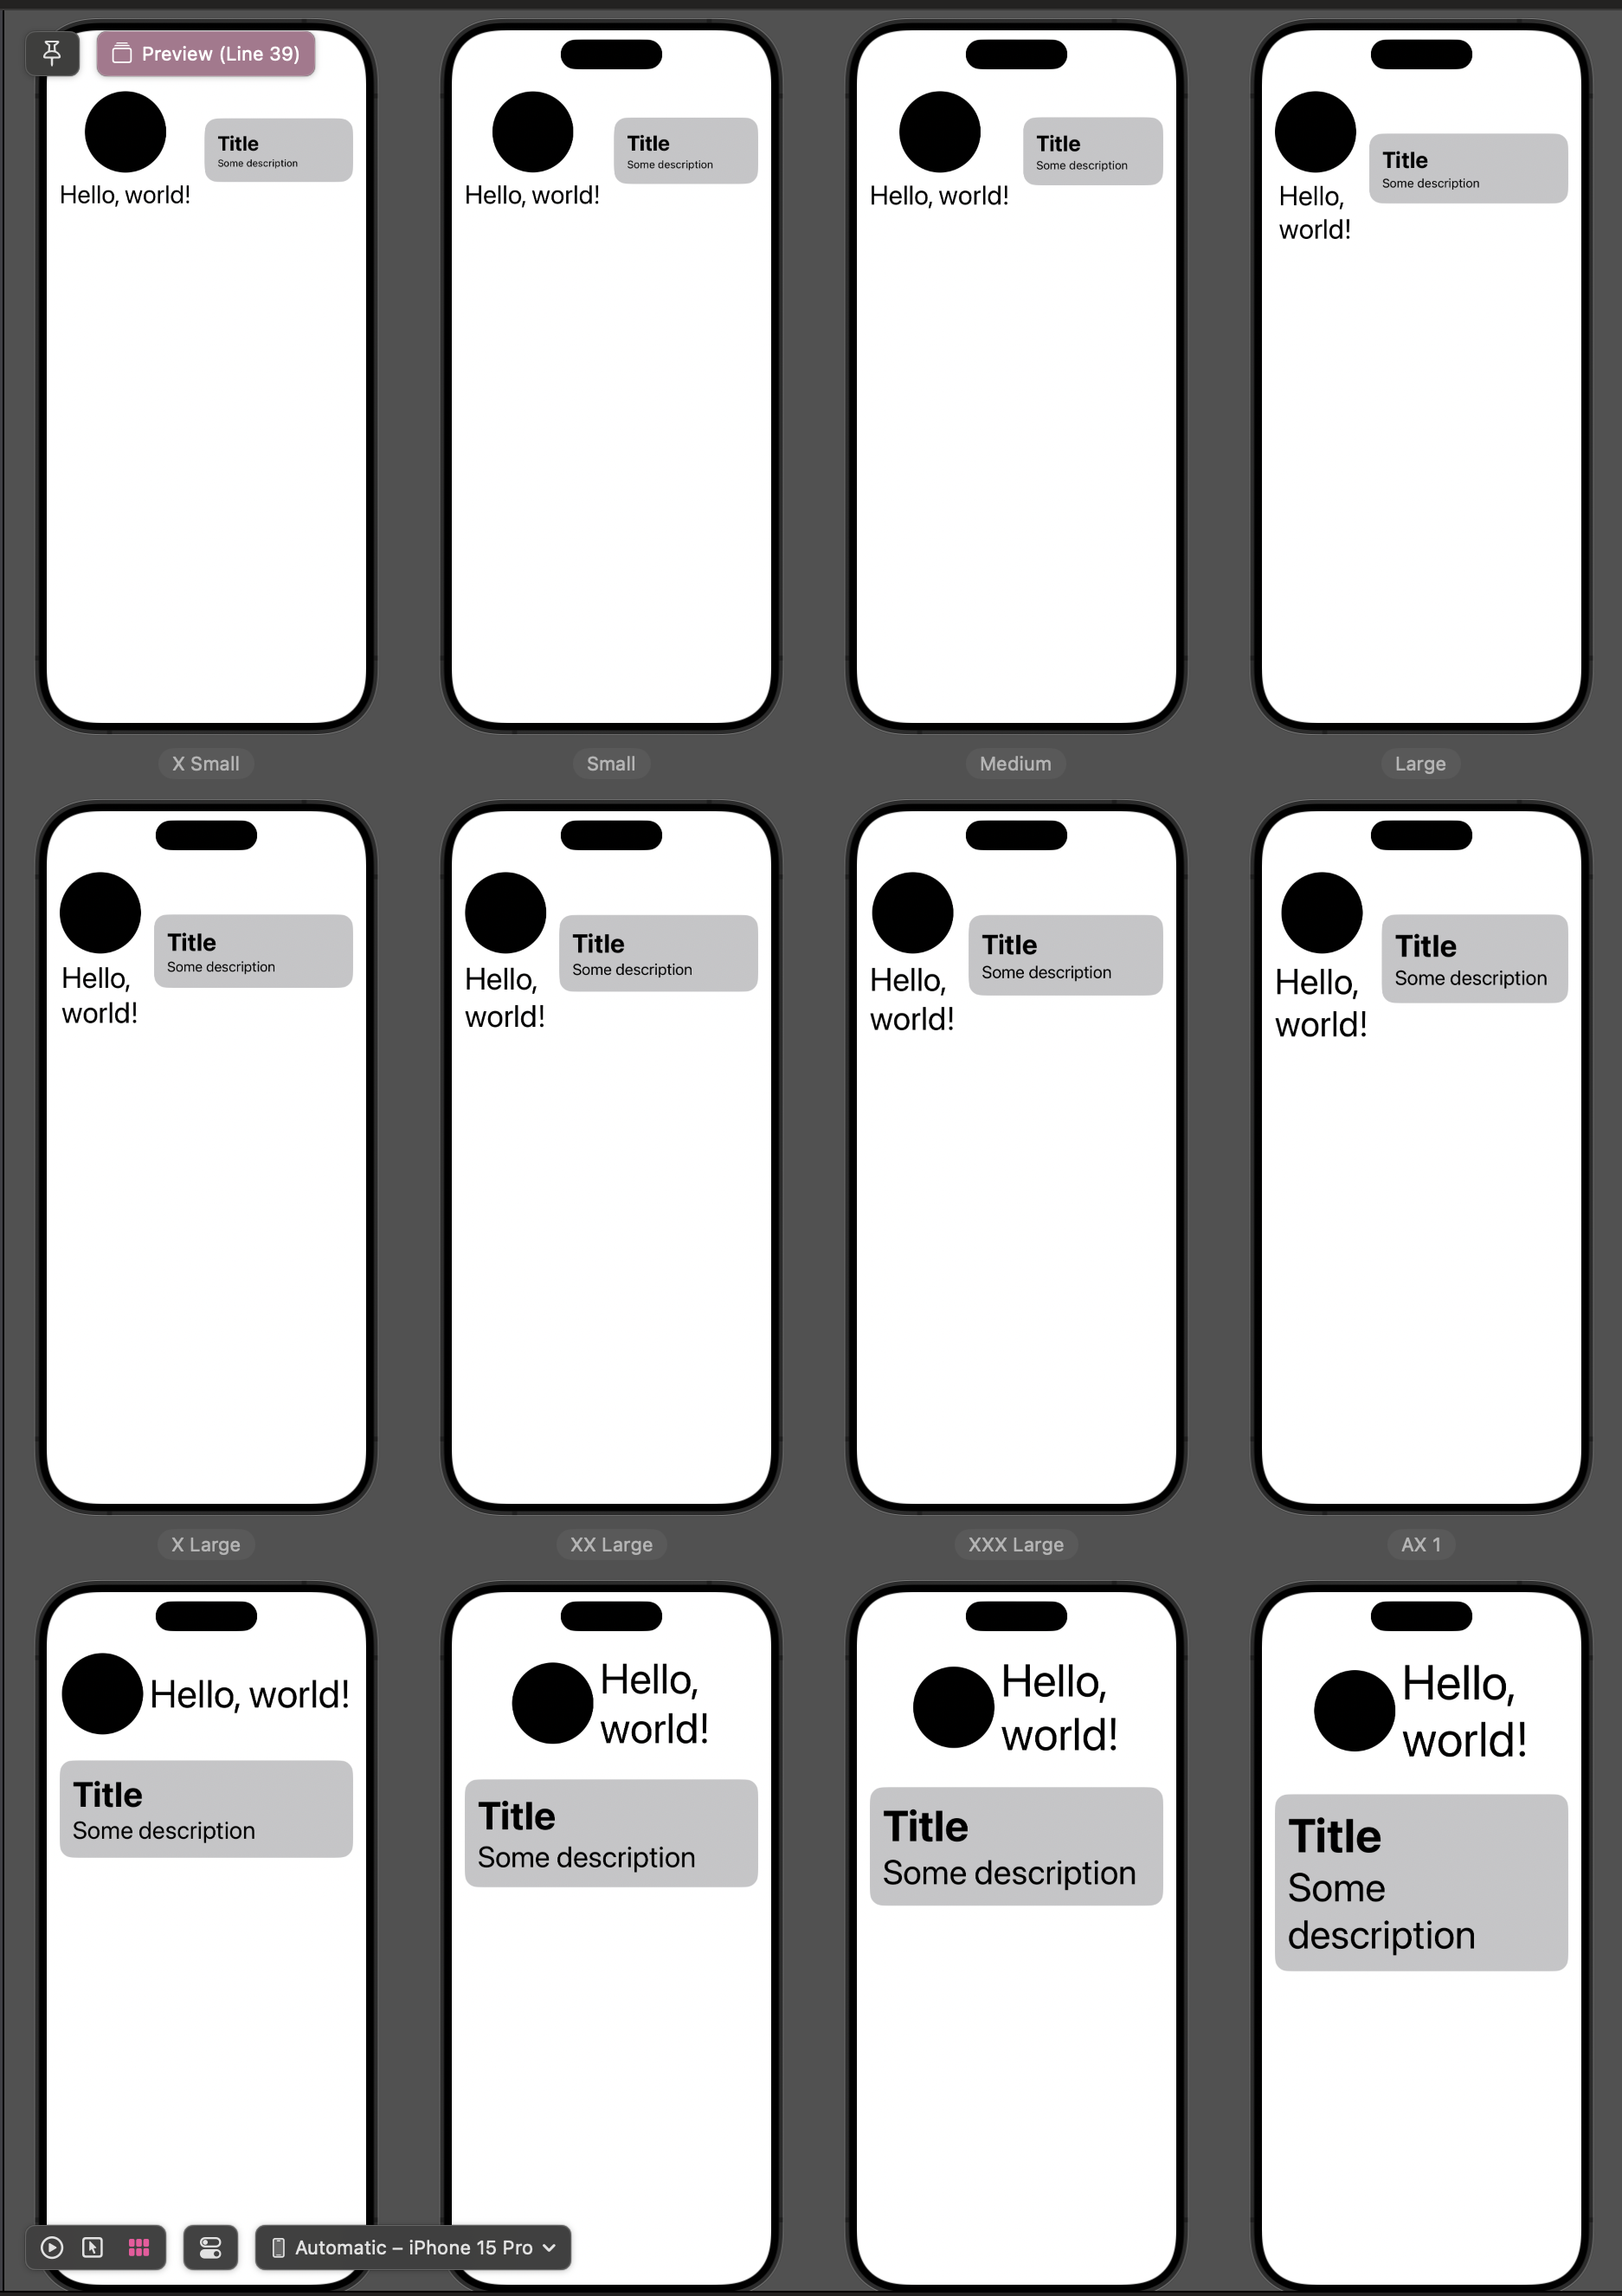 Preview (Line 39)
Title
Some description
Hello, world!
Title
Some description
Hello, world!
Title
Some description
Hello, world!
Title
Some description
Hello,
world!
X Small
Small
Medium
Large
Title
Some description
Hello,
world!
Title
Some description
Hello,
world!
Title
Some description
Hello,
world!
Title
Some description
Hello,
world!
X Large
XX Large
XXX Large
AX 1
Hello, world!
Title
Some description
Hello,
world!
Title
Some description
Hello,
world!
Title
Some description
Hello,
world!
Title
Some
description
Automatic – iPhone 15 Pro